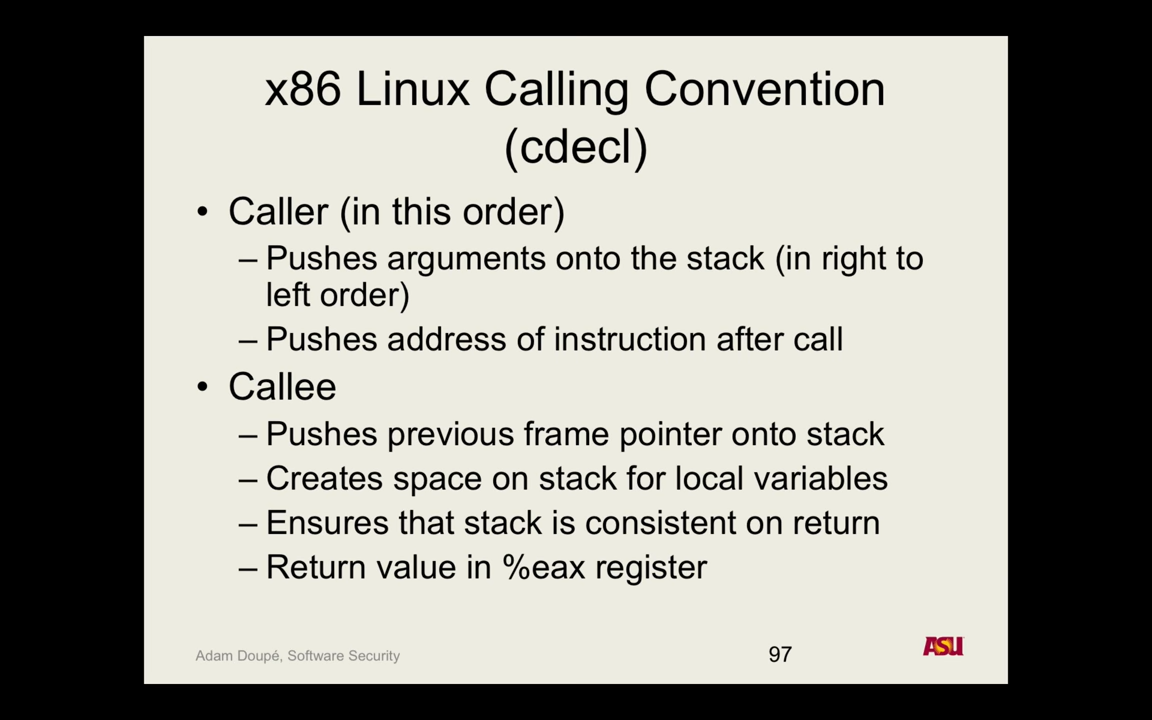 x86 Linux Calling Convention
(cdecl)
• Caller (in this order)
– Pushes arguments onto the stack (in right to
left order)
– Pushes address of instruction after call
• Callee
– Pushes previous frame pointer onto stack
– Creates space on stack for local variables
– Ensures that stack is consistent on return
– Return value in %eax register
Adam Doupé, Software Security
97
ASU